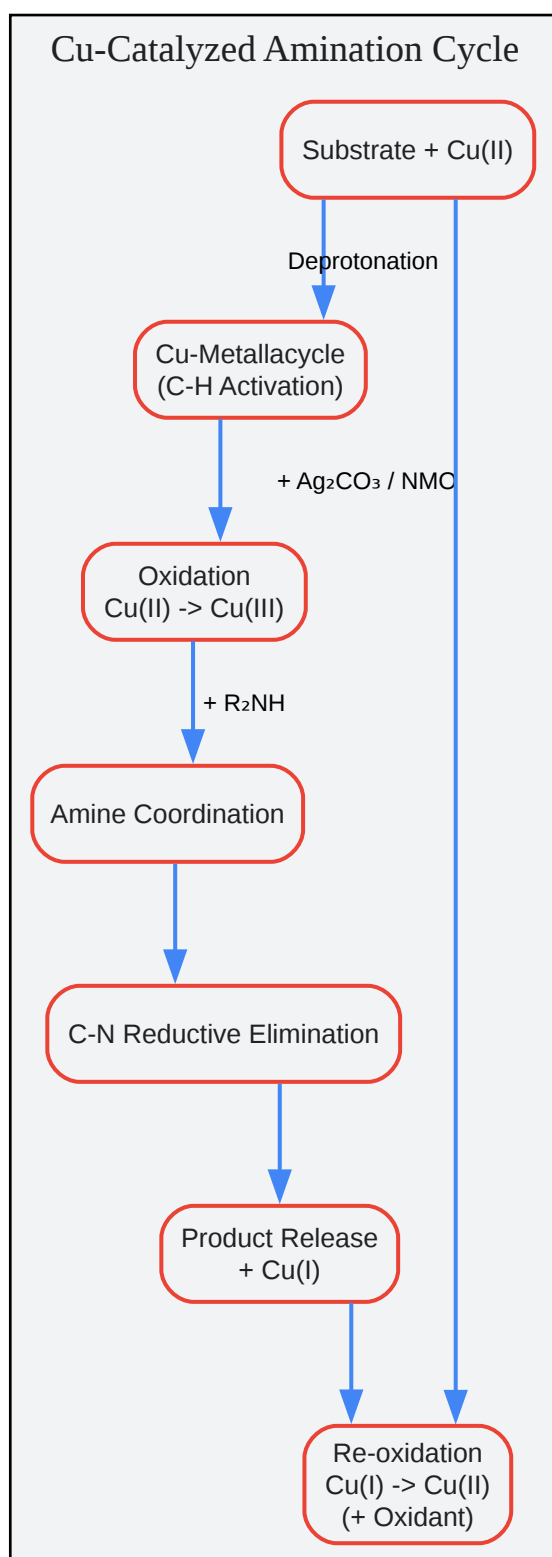 Cu-Catalyzed Amination Cycle
Substrate + Cu(II)
Deprotonation
Cu-Metallacycle
(C-H Activation)
+ Ag₂CO₃ / NMO
Oxidation
Cu(II) -> Cu(III)
+ R₂NH
Amine Coordination
C-N Reductive Elimination
Product Release
+ Cu(I)
Re-oxidation
Cu(I) -> Cu(II)
(+ Oxidant)